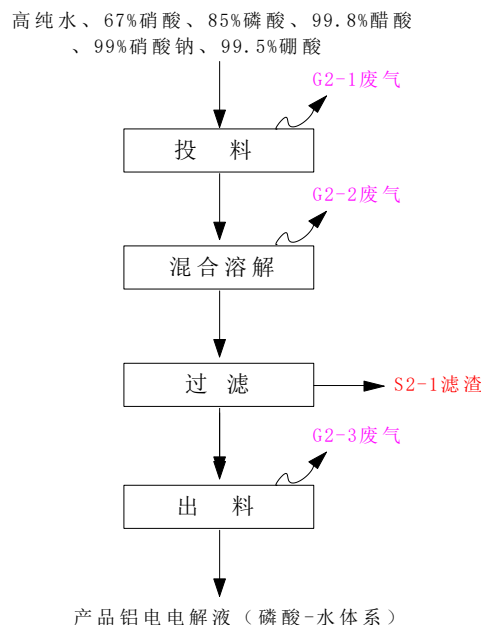 高纯水、67%硝酸、85%磷酸、99.8%醋酸
、99%硝酸钠、99.5%硼酸
G2-1废气
投 料
G2-2废气
混合溶解
过 滤
S2-1滤渣
G2-3废气
出 料
产品铝电电解液（磷酸-水体系）